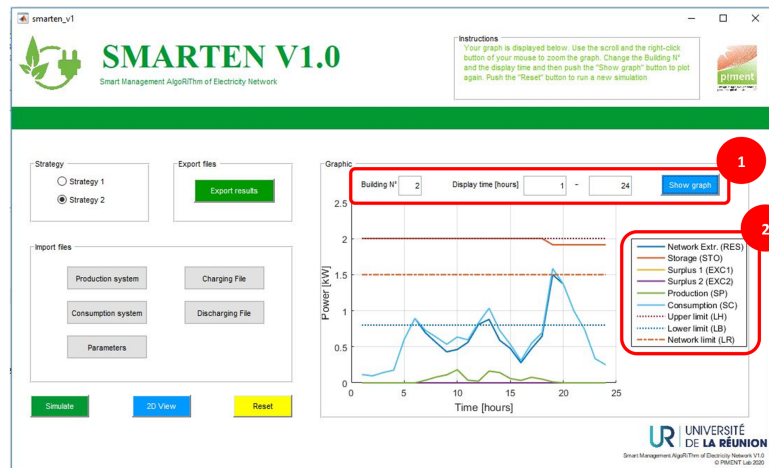 smarten_v1
SMARTEN V1.0
Smart Management AlgoRiThm of Electricity Network
Instructions
Your graph is displayed below. Use the scroll and the right-click
button of your mouse to zoom the graph. Change the Building N°
and the display time and then push the "Show graph" button to plot
again. Push the "Reset" button to run a new simulation
piment
Strategy
Strategy 1
Strategy 2
Export files
Export results
Import files
Production system
Charging File
Consumption system
Discharging File
Parameters
Simulate
2D View
Reset
Graphic
1
Building N° 2 Display time [hours] 1 - 24 Show graph
2
2.5
2
1.5
1
0.5
0
Power [kW]
0 5 10 15 20 25
Time [hours]
Network Extr. (RES)
Storage (STO)
Surplus 1 (EXC1)
Surplus 2 (EXC2)
Production (SP)
Consumption (SC)
Upper limit (LH)
Lower limit (LB)
Network limit (LR)
UR UNIVERSITÉ
DE LA RÉUNION
Smart Management AlgoRiThm of Electricity Network V1.0
© PIMENT Lab 2020